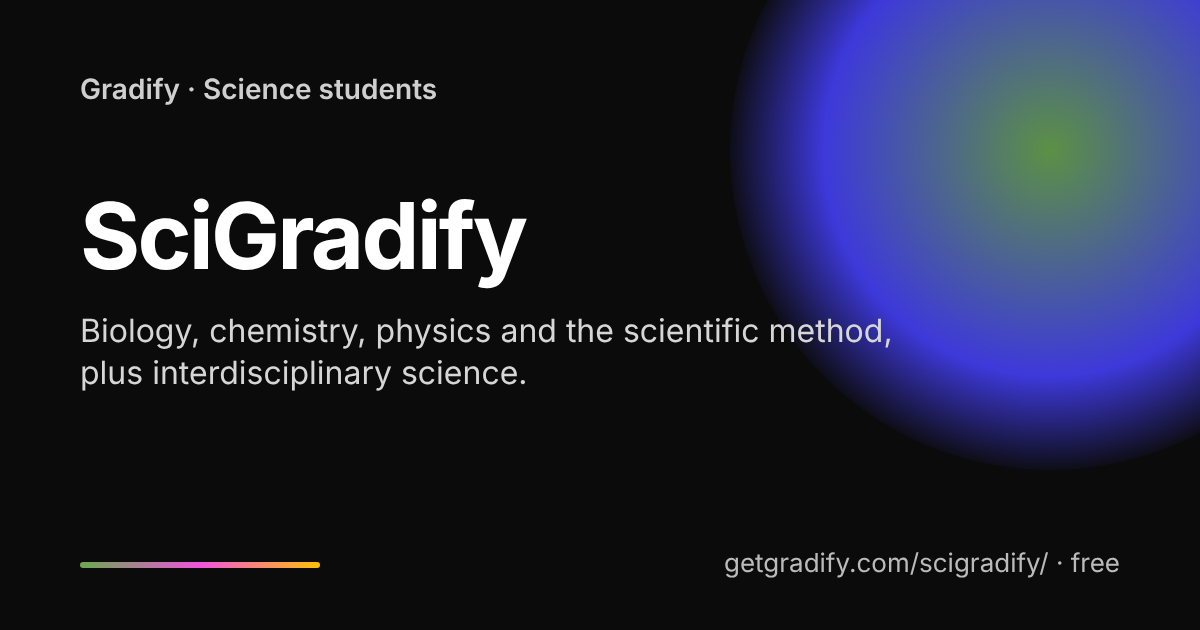 Gradify · Science students
SciGradify
Biology, chemistry, physics and the scientific method,
plus interdisciplinary science.
getgradify.com/scigradify/ · free